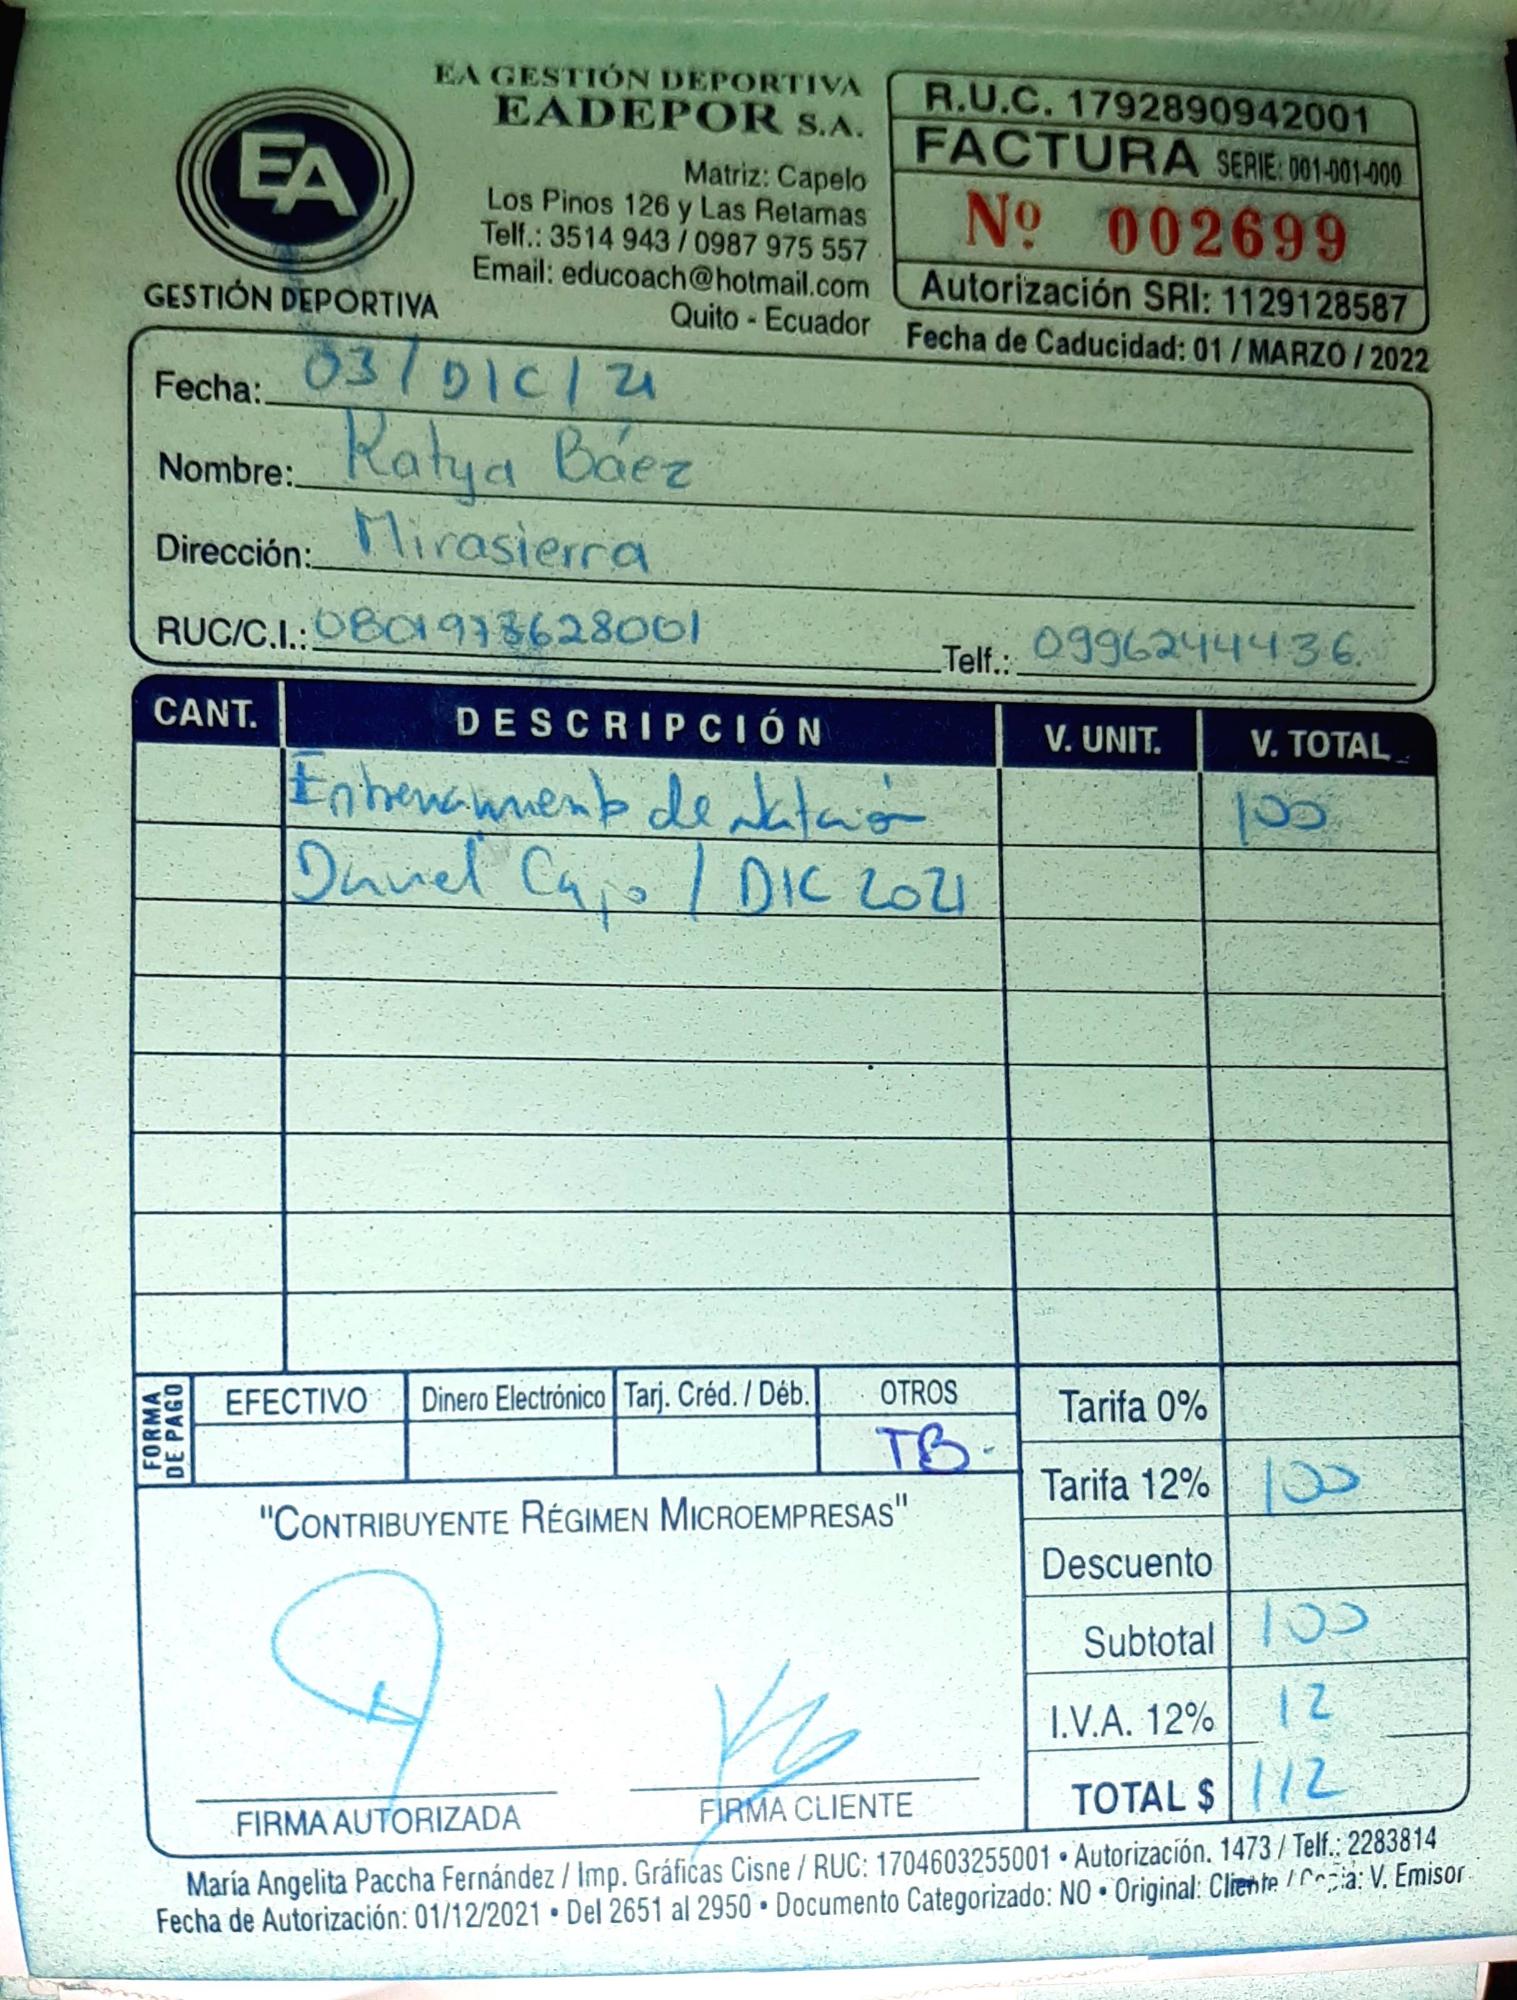 EA GESTIÓN DEPORTIVA
EADEPOR S.A.
EA
GESTIÓN DEPORTIVA
Matriz: Capelo
Los Pinos 126 y Las Retamas
Telf.: 3514 943 / 0987 975 557
Email: educoach@hotmail.com
Quito - Ecuador
R.U.C. 1792890942001
FACTURA SERIE: 001-001-000
Nº 002699
Autorización SRI: 1129128587
Fecha de Caducidad: 01 / MARZO / 2022
Fecha: 03/DIC/21
Nombre: Katya Báez
Dirección: Mirasierra
RUC/C.I.: Telf.: 0996244436.
CANT. DESCRIPCIÓN V. UNIT. V. TOTAL
Entrenamiento de Natación 100
Daniel Cajo / DIC 2021
FORMA DE PAGO
EFECTIVO Dinero Electrónico Tarj. Créd. / Déb. OTROS
TB.
Tarifa 0%
Tarifa 12% 100
Descuento
Subtotal 100
I.V.A. 12% 12
TOTAL $ 112
"CONTRIBUYENTE RÉGIMEN MICROEMPRESAS"
FIRMA AUTORIZADA FIRMA CLIENTE
María Angelita Paccha Fernández / Imp. Gráficas Cisne / RUC: 1704603255001 • Autorización. 1473 / Telf.: 2283814
Fecha de Autorización: 01/12/2021 • Del 2651 al 2950 • Documento Categorizado: NO • Original: Cliente / Copia: V. Emisor